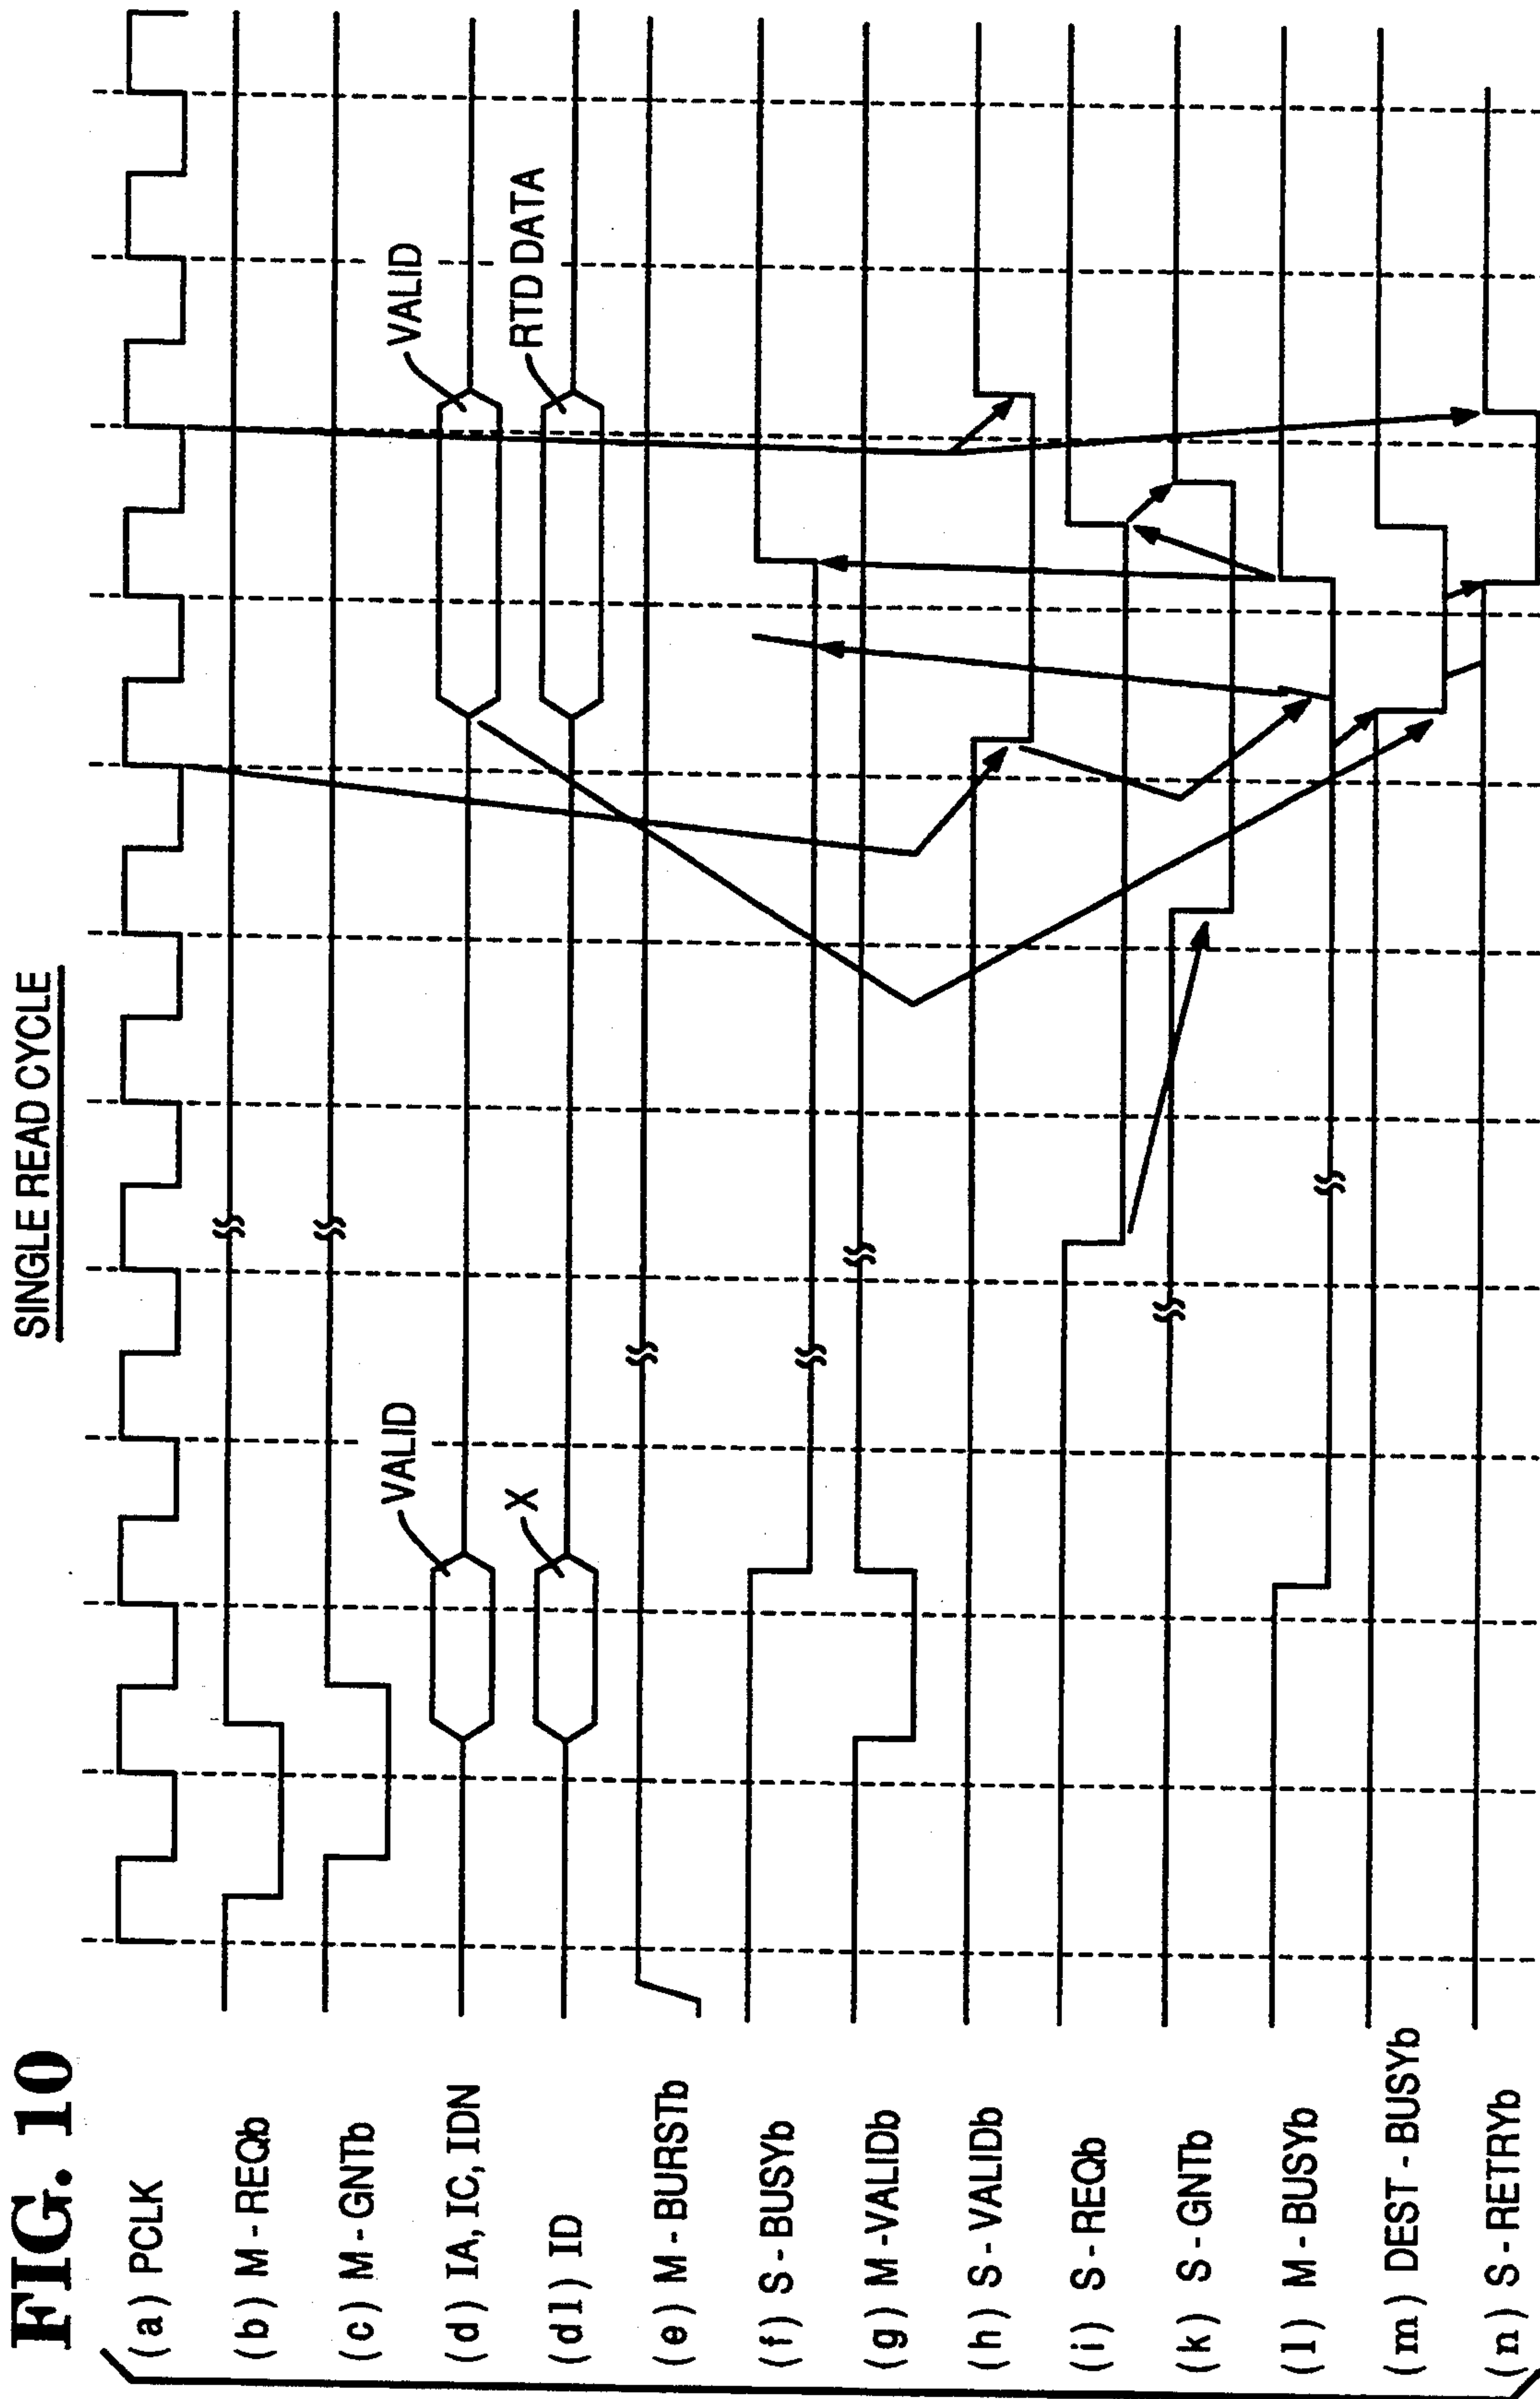 FIG. 10
SINGLE READ CYCLE
(a) PCLK
(b) M - REQb
(c) M - GNTb
VALID
VALID
(d) IA, IC, IDN
X
RTD DATA
(d1) ID
(e) M - BURSTb
(f) S - BUSYb
(g) M - VALIDb
(h) S - VALIDb
(i) S - REQb
(k) S - GNTb
(l) M - BUSYb
(m) DEST - BUSYb
(n) S - RETRYb